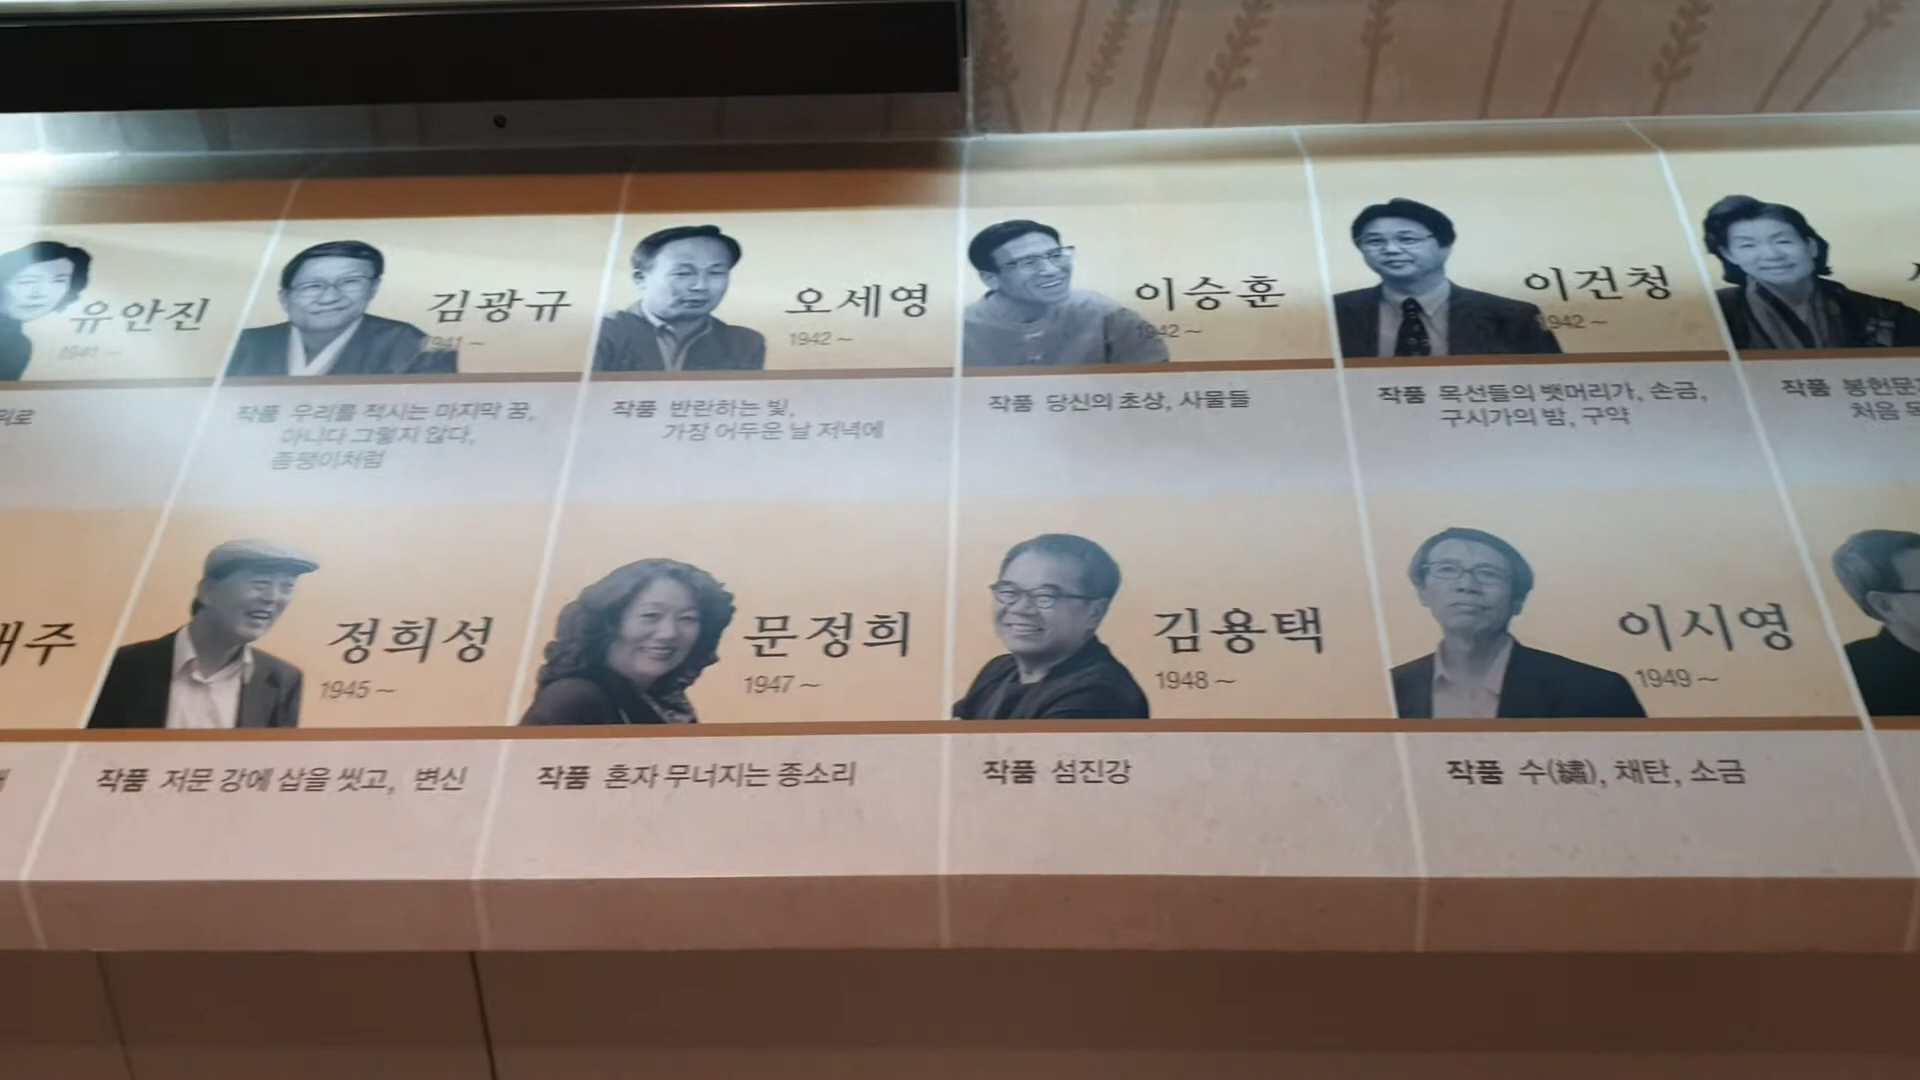 유안진
1941 ~
위로
김광규
1941 ~
작품 우리를 적시는 마지막 꿈,
아니다 그렇지 않다,
좀팽이처럼
오세영
1942 ~
작품 반란하는 빛,
가장 어두운 날 저녁에
이승훈
1942 ~
작품 당신의 초상, 사물들
이건청
1942 ~
작품 목선들의 뱃머리가, 손금,
구시가의 밤, 구약
작품 봉헌문
처음
주
정희성
1945 ~
작품 저문 강에 삽을 씻고, 변신
문정희
1947 ~
작품 혼자 무너지는 종소리
김용택
1948 ~
작품 섬진강
이시영
1949 ~
작품 수(繡), 채탄, 소금